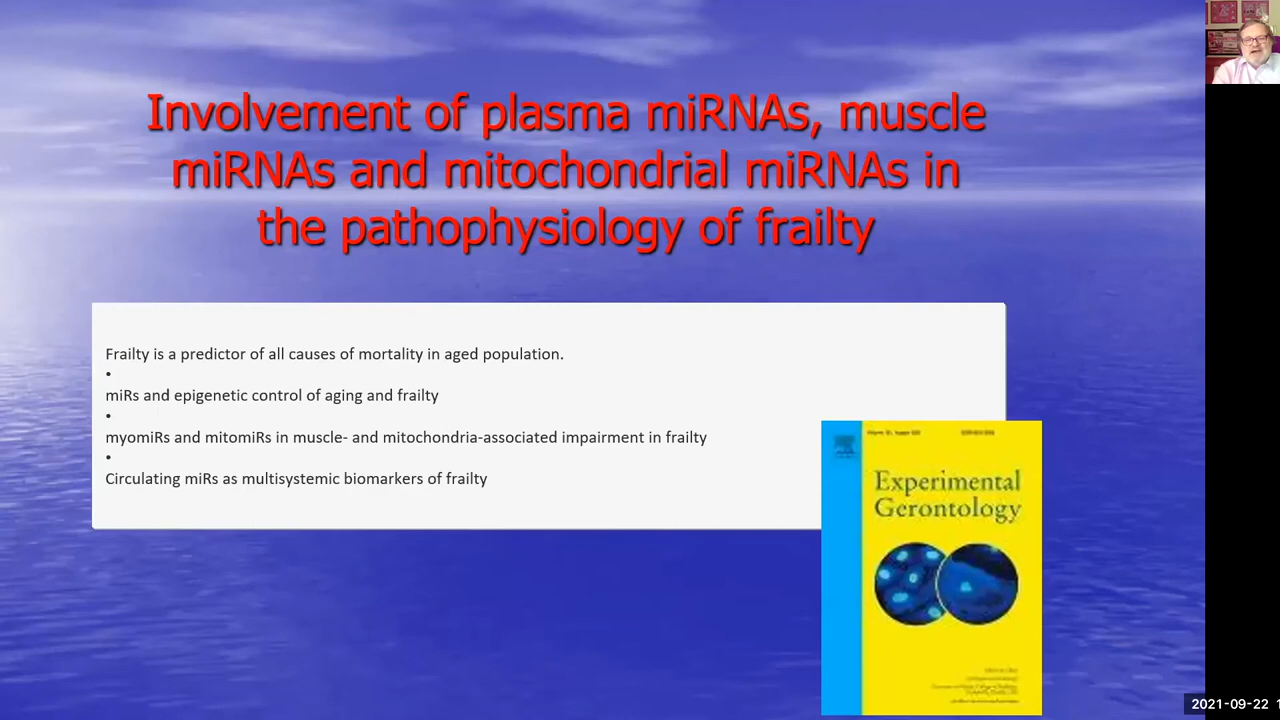 Involvement of plasma miRNAs, muscle
miRNAs and mitochondrial miRNAs in
the pathophysiology of frailty
Frailty is a predictor of all causes of mortality in aged population.
•
miRs and epigenetic control of aging and frailty
•
myomiRs and mitomiRs in muscle- and mitochondria-associated impairment in frailty
•
Circulating miRs as multisystemic biomarkers of frailty
Experimental
Gerontology
2021-09-22